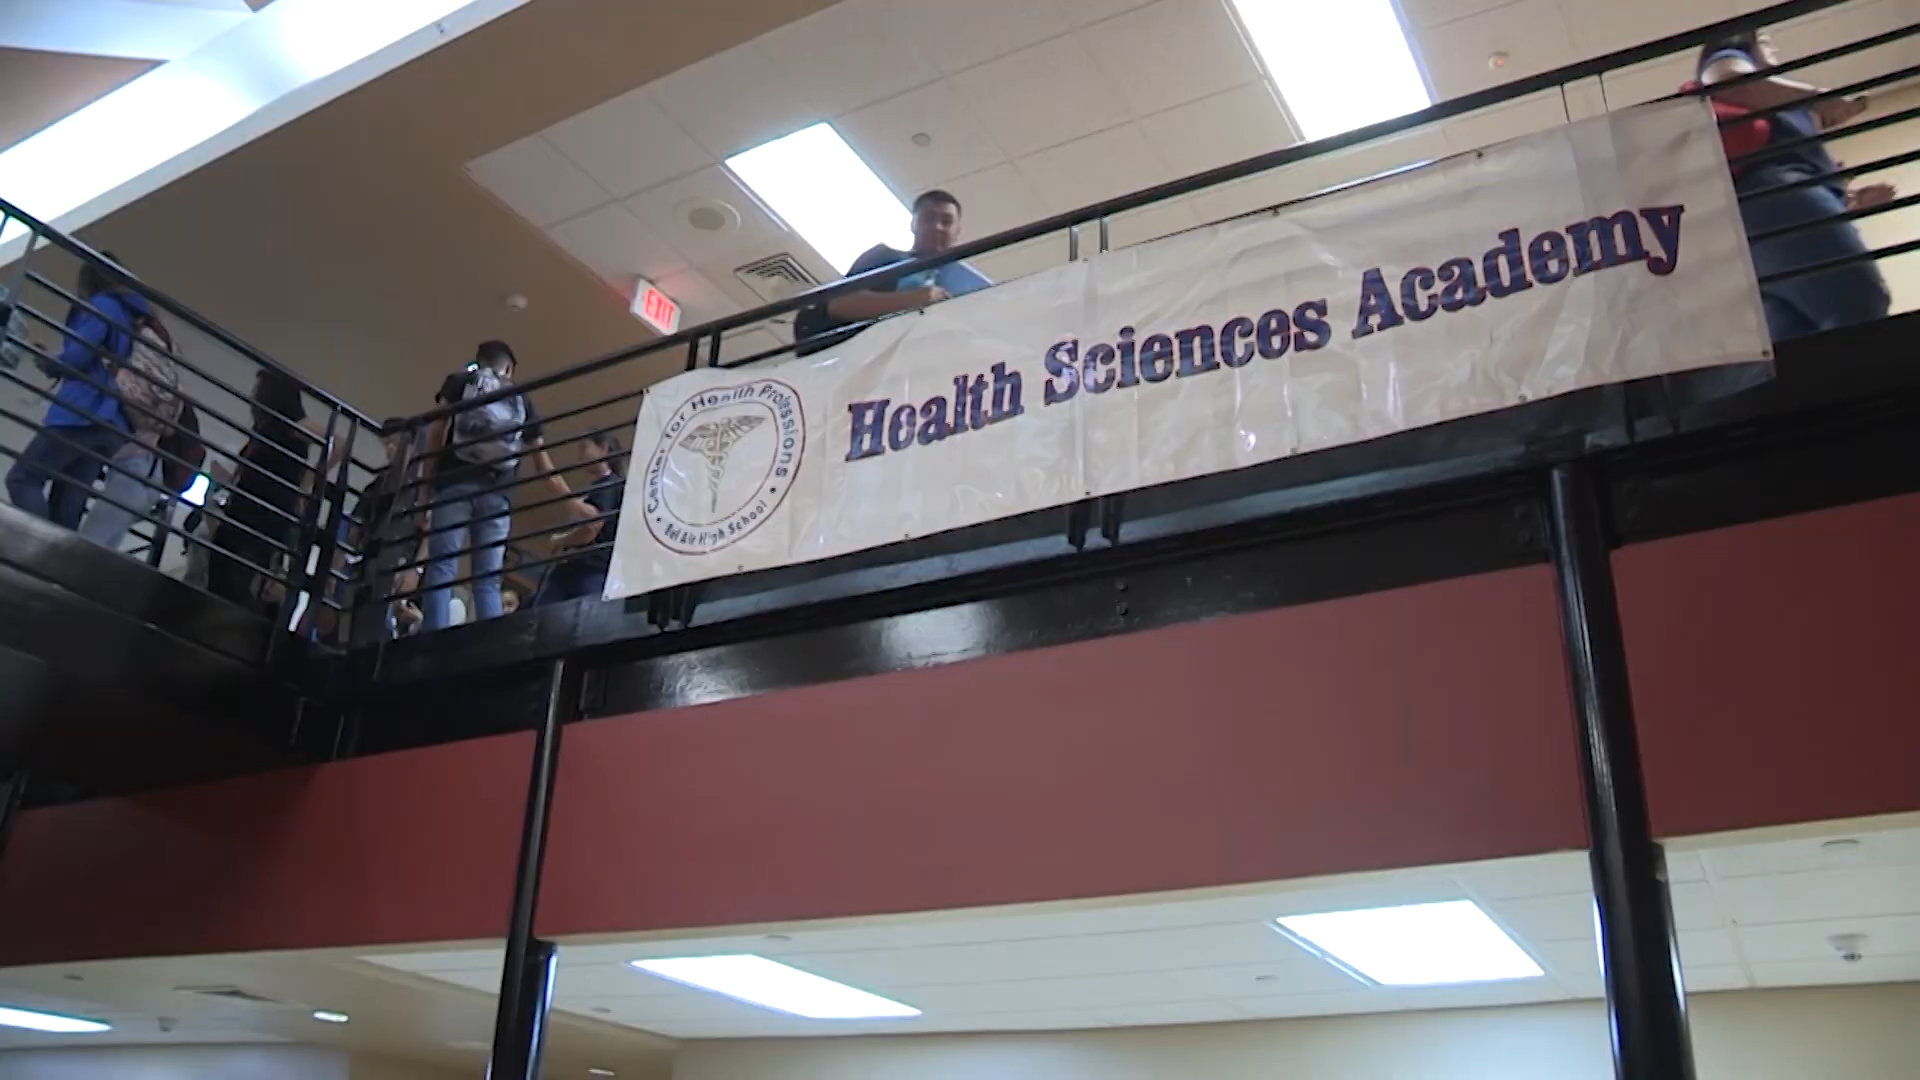 EXIT
Health Sciences Academy
Center for Health Professions
• Bel Air High School •